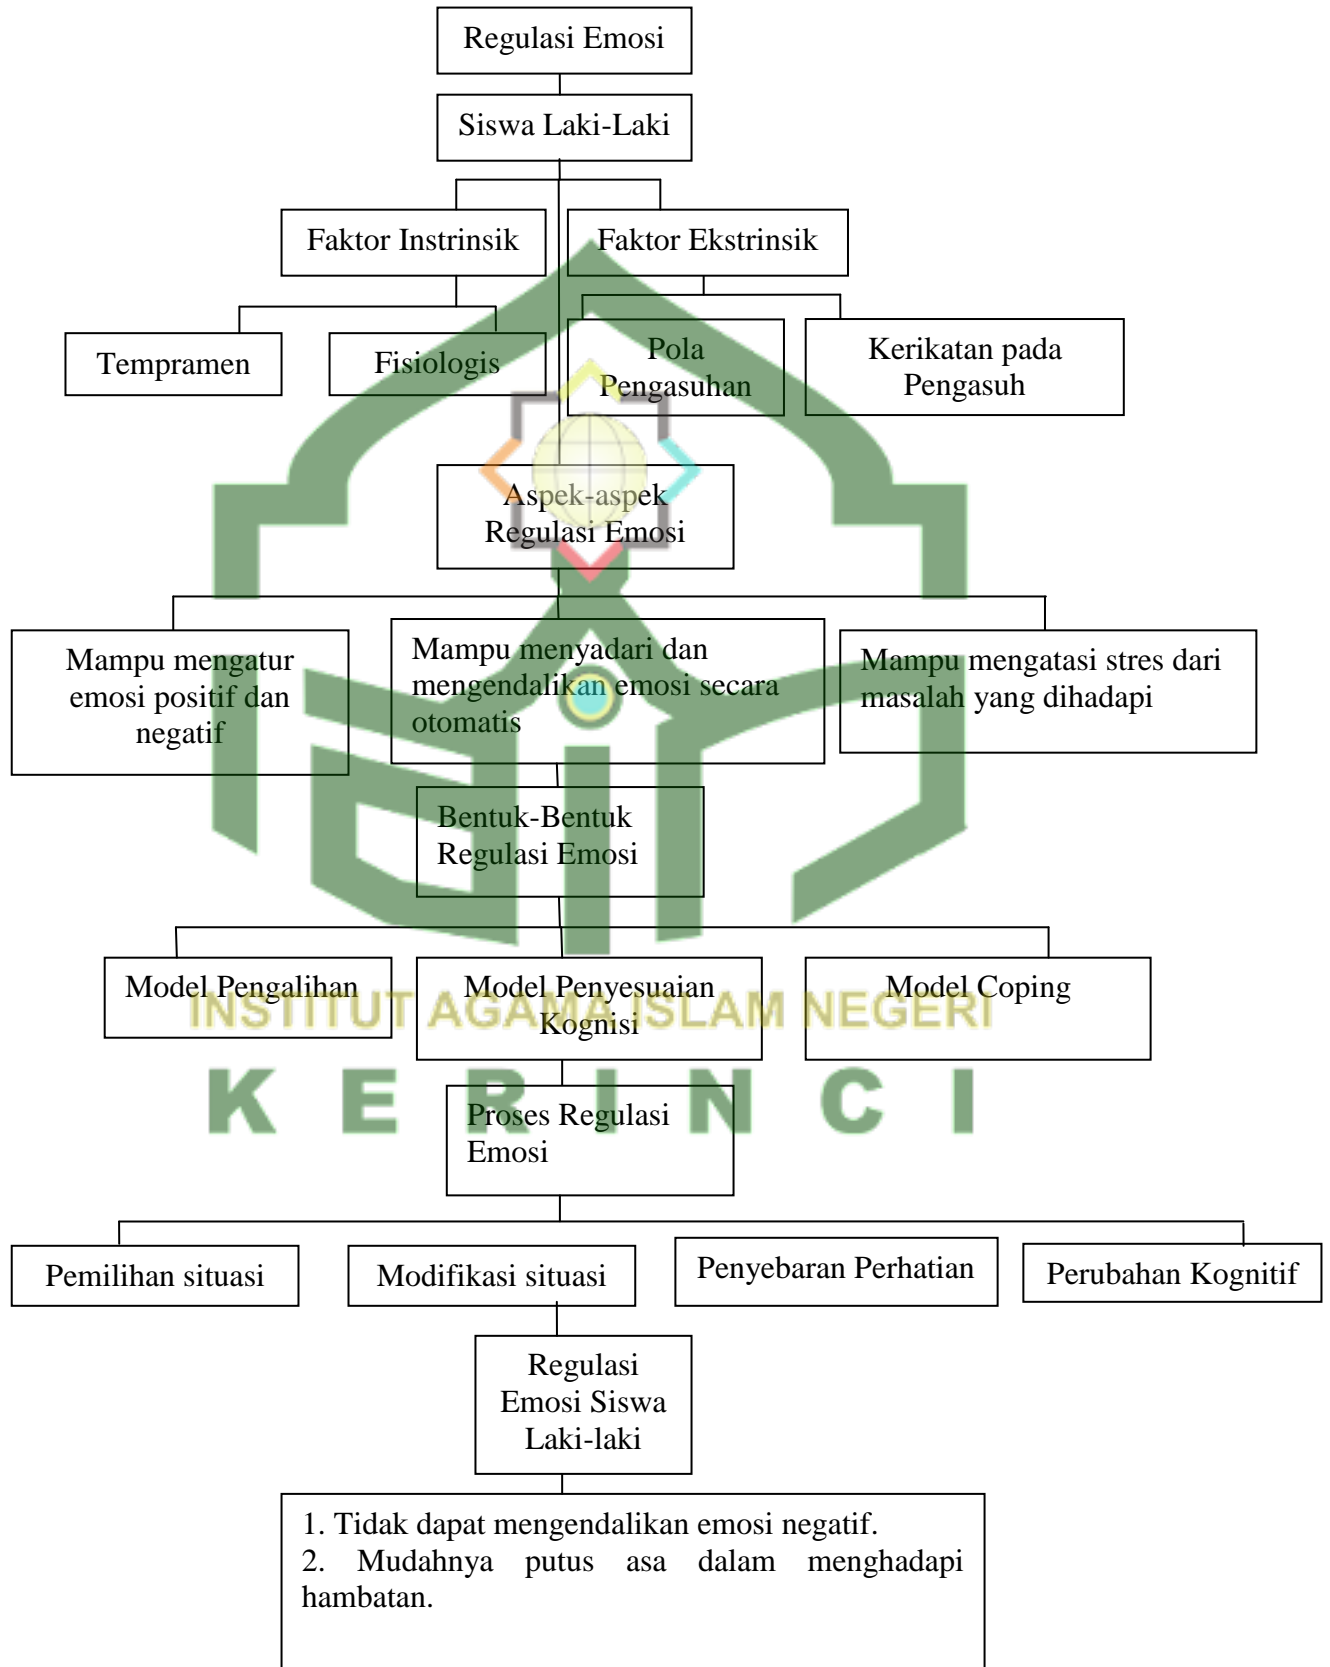 Regulasi Emosi
Siswa Laki-Laki
Faktor Instrinsik
Faktor Ekstrinsik
Tempramen
Fisiologis
Pola
Pengasuhan
Kerikatan pada
Pengasuh
Aspek-aspek
Regulasi Emosi
Mampu mengatur
emosi positif dan
negatif
Mampu menyadari dan
mengendalikan emosi secara
otomatis
Mampu mengatasi stres dari
masalah yang dihadapi
Bentuk-Bentuk
Regulasi Emosi
Model Pengalihan
Model Penyesuaian
Kognisi
Model Coping
INSTITUT AGAMA ISLAM NEGERI
KERINCI
Proses Regulasi
Emosi
Pemilihan situasi
Modifikasi situasi
Penyebaran Perhatian
Perubahan Kognitif
Regulasi
Emosi Siswa
Laki-laki
1. Tidak dapat mengendalikan emosi negatif.
2. Mudahnya putus asa dalam menghadapi
hambatan.